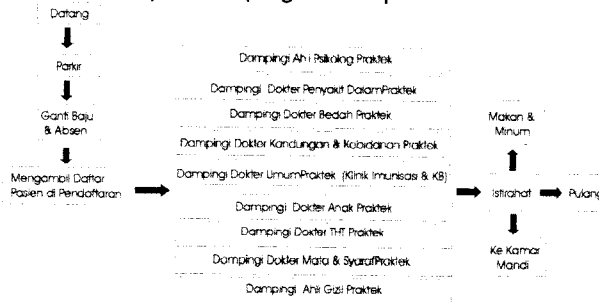 Datang
Parkir
Ganti Baju
& Absen
Mengambil Daftar
Pasien di Pendaftaran
Dampingi Ahli Psikolog Praktek
Dampingi Dokter Penyakit DalamPraktek
Dampingi Dokter Bedah Praktek
Dampingi Dokter Kandungan & Kebidanan Praktek
Dampingi Dokter UmumPraktek (Klinik Imunisasi & KB)
Dampingi Dokter Anak Praktek
Dampingi Dokter THT Praktek
Dampingi Dokter Mata & SyarafPraktek
Dampingi Ahli Gizi Praktek
Makan &
Minum
Istirahat
Pulang
Ke Kamar
Mandi